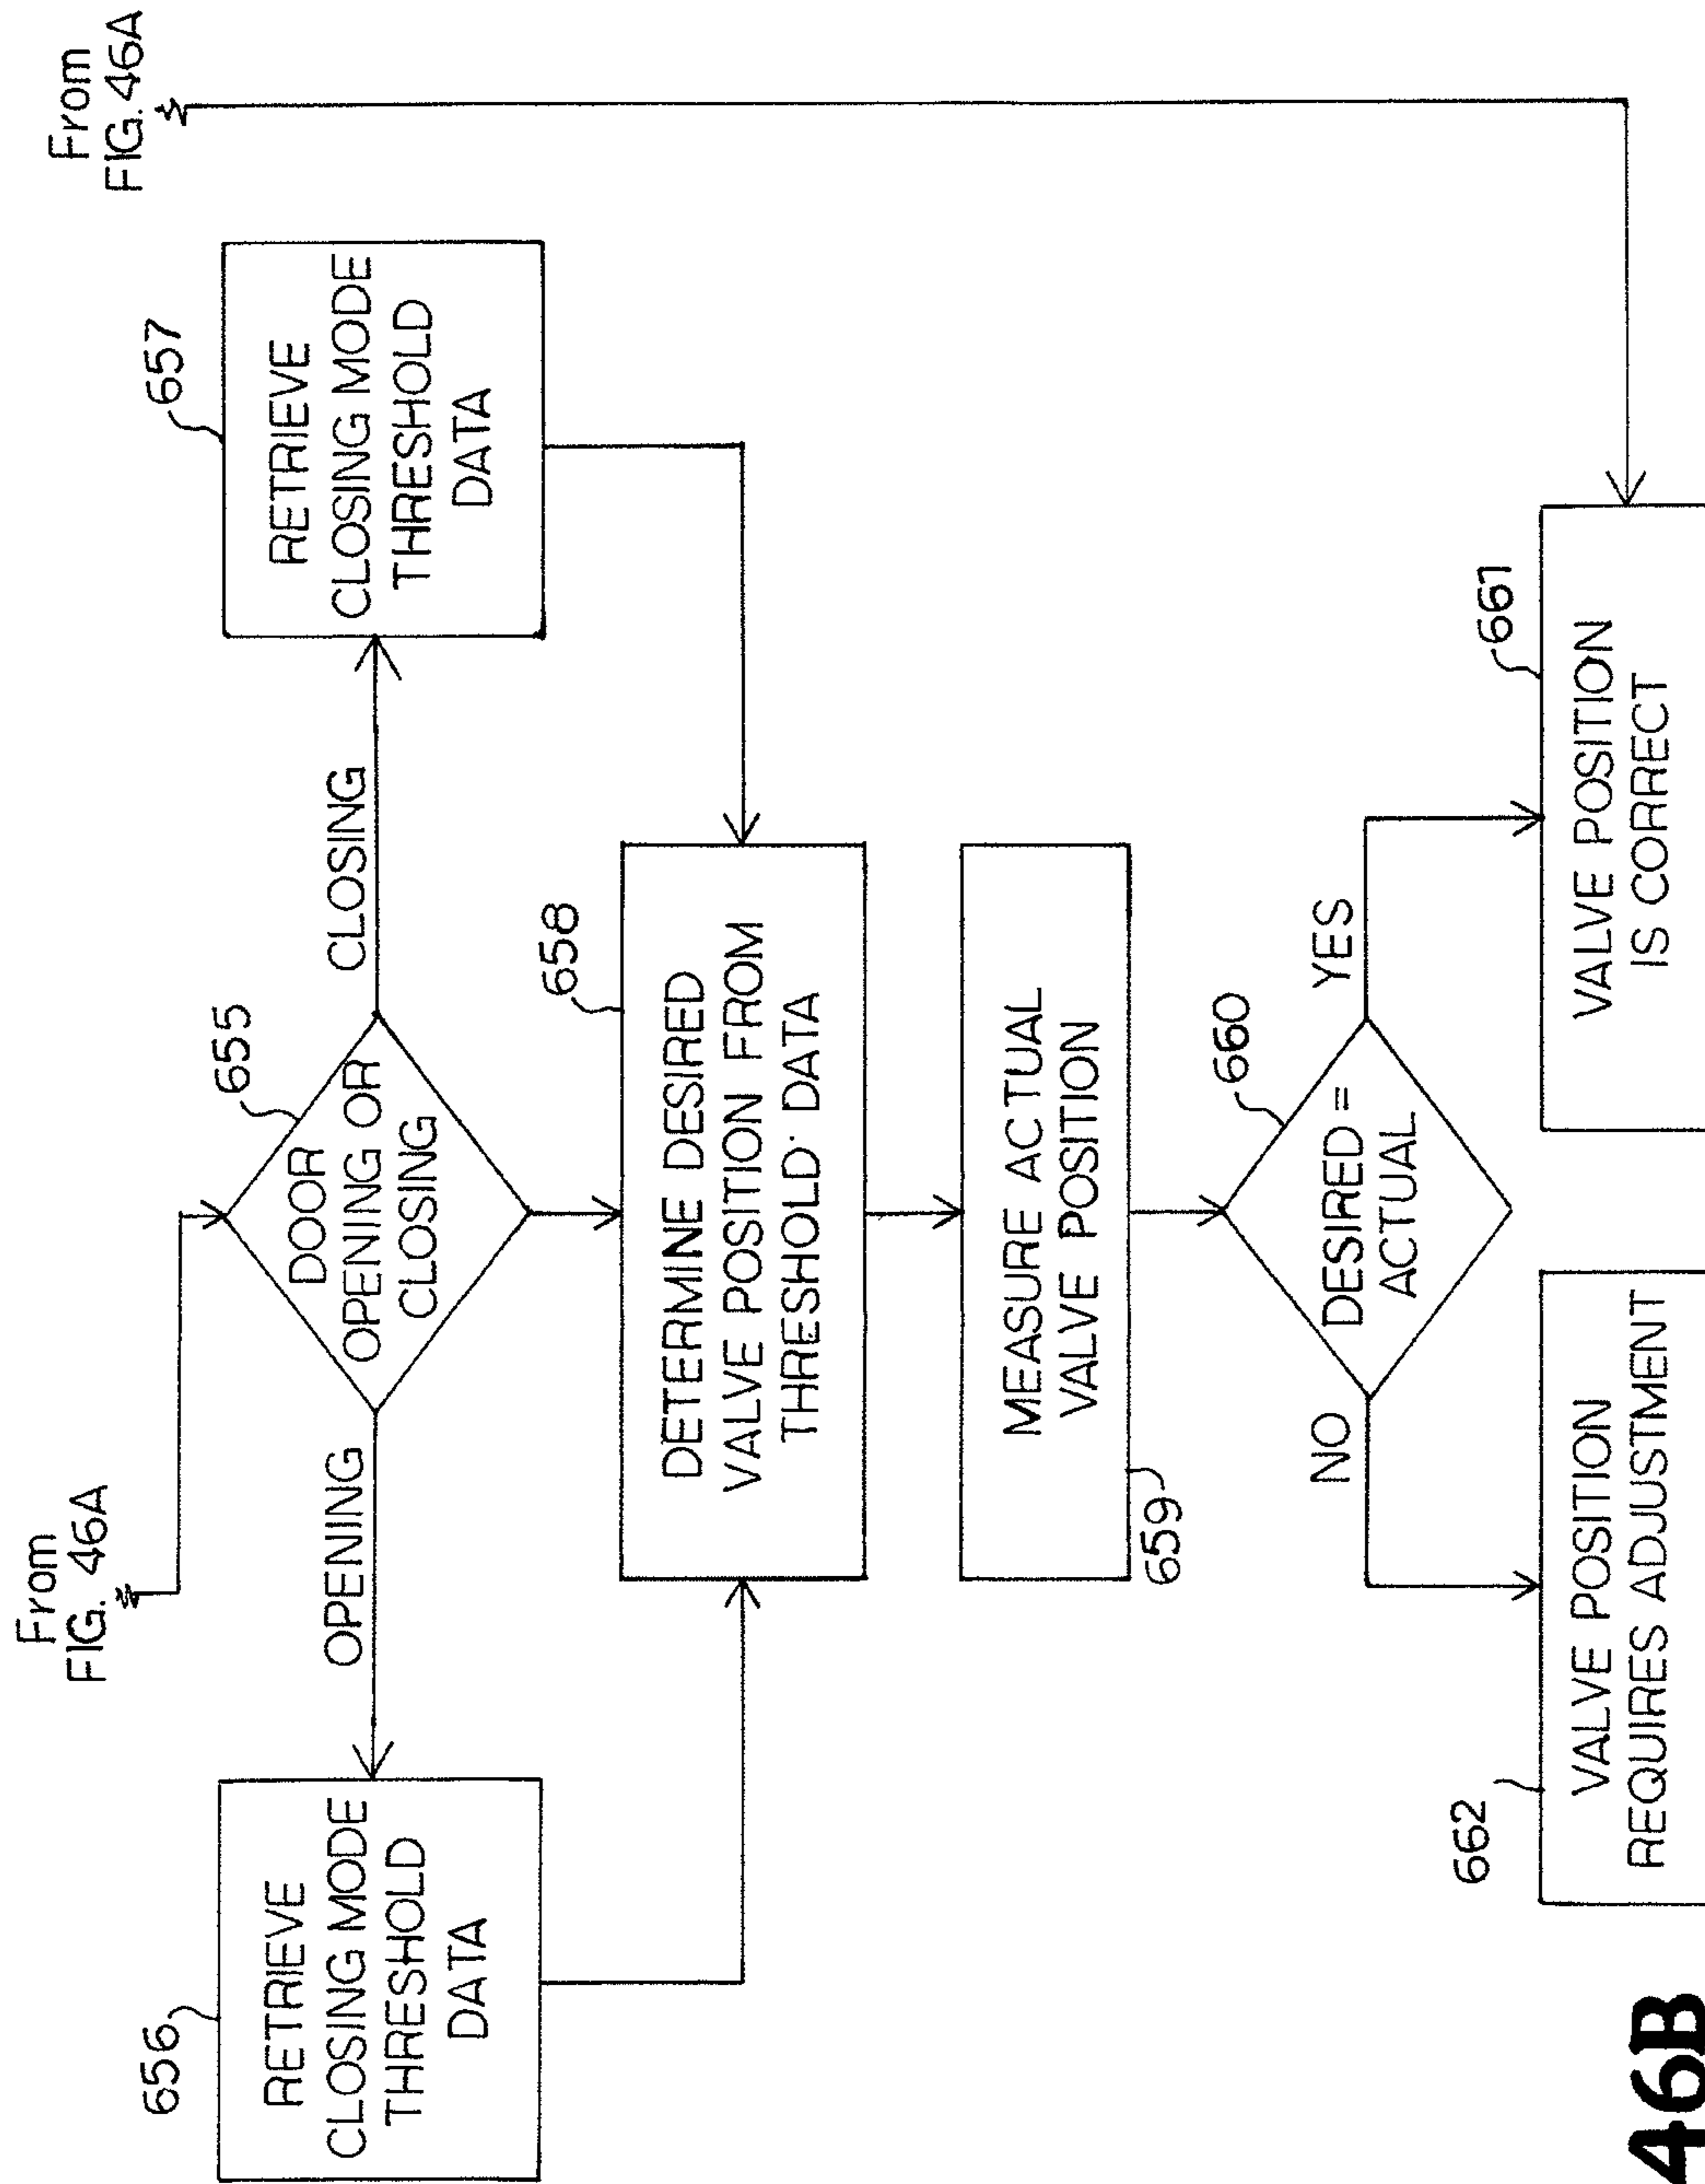 From
FIG. 46A
From
FIG. 46A
655
DOOR
OPENING OR
CLOSING
OPENING
CLOSING
656
RETRIEVE
CLOSING MODE
THRESHOLD
DATA
657
RETRIEVE
CLOSING MODE
THRESHOLD
DATA
658
DETERMINE DESIRED
VALVE POSITION FROM
THRESHOLD DATA
659
MEASURE ACTUAL
VALVE POSITION
660
DESIRED =
ACTUAL
NO
YES
662
VALVE POSITION
REQUIRES ADJUSTMENT
661
VALVE POSITION
IS CORRECT
46B